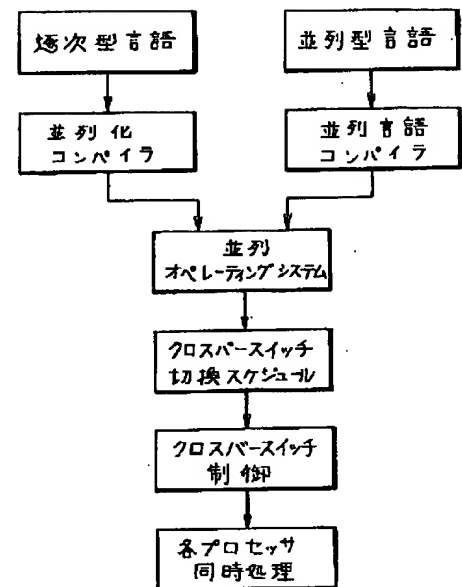 逐次型言語
並列型言語
並列化
コンパイラ
並列言語
コンパイラ
並列
オペレーティングシステム
クロスバースイッチ
切換スケジュール
クロスバースイッチ
制御
各プロセッサ
同時処理